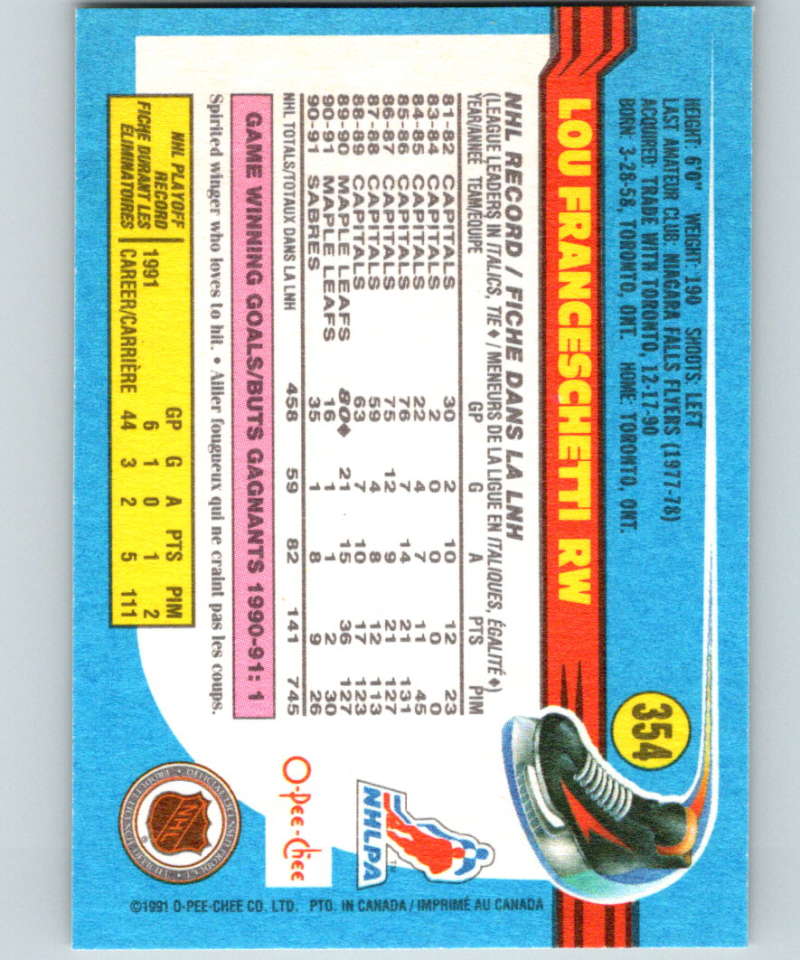 354
HEIGHT: 6'0" WEIGHT: 190 SHOOTS: LEFT
LAST AMATEUR CLUB: NIAGARA FALLS FLYERS (1977-78)
ACQUIRED: TRADE WITH TORONTO, 12-17-90
BORN: 3-28-58, TORONTO, ONT. HOME: TORONTO, ONT.
LOU FRANCESCHETTI RW
NHL RECORD / FICHE DANS LA LNH
(LEAGUE LEADERS IN ITALICS, TIE ♦ / MENEURS DE LA LIGUE EN ITALIQUES, ÉGALITÉ ♦)
YEAR/ANNÉE TEAM/ÉQUIPE GP G A PTS PIM
81-82 CAPITALS 30 2 10 12 23
83-84 CAPITALS 2 0 0 0 0
84-85 CAPITALS 22 4 7 11 45
85-86 CAPITALS 76 7 14 21 131
86-87 CAPITALS 75 12 9 21 127
87-88 CAPITALS 59 4 8 12 113
88-89 CAPITALS 63 7 10 17 123
89-90 MAPLE LEAFS 80♦ 21 15 36 127
90-91 MAPLE LEAFS 16 1 1 2 30
90-91 SABRES 35 1 8 9 26
NHL TOTALS/TOTAUX DANS LA LNH 458 59 82 141 745
GAME WINNING GOALS/BUTS GAGNANTS 1990-91: 1
Spirited winger who loves to hit. • Ailier fougueux qui ne craint pas les coups.
NHL PLAYOFF RECORD
FICHE DURANT LES ÉLIMINATOIRES
GP G A PTS PIM
1991 6 1 0 1 2
CAREER/CARRIÈRE 44 3 2 5 111
NHLPA
TM
O-Pee-Chee
NHL
OFFICIAL LICENSED PRODUCT
©1991 O-PEE-CHEE CO. LTD. PTD. IN CANADA / IMPRIMÉ AU CANADA